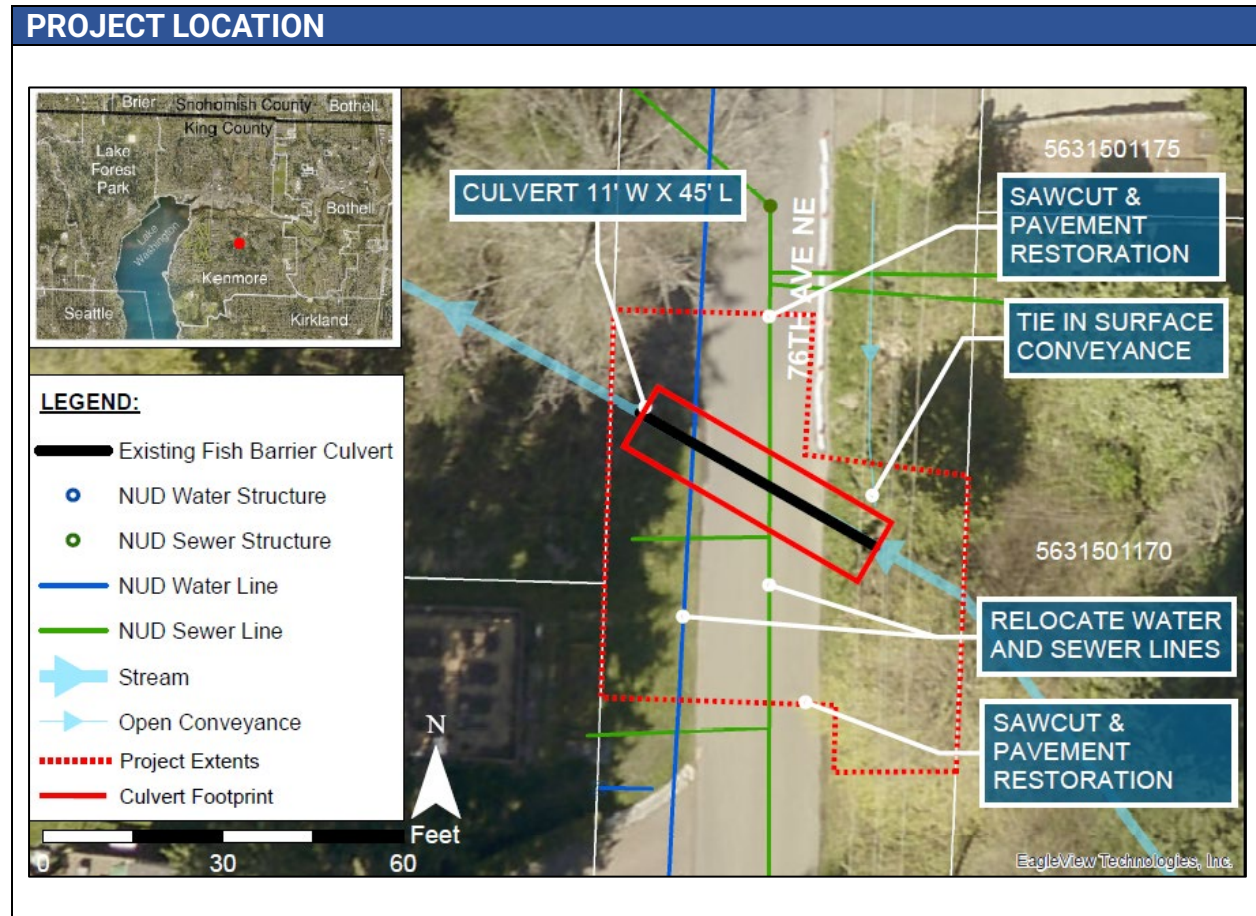 PROJECT LOCATION
Brier
Snohomish County
Bothell
King County
Lake
Forest
Park
Bothell
Lake
Washington
Kenmore
Seattle
Kirkland
CULVERT 11' W X 45' L
76TH AVE NE
5631501175
SAWCUT &
PAVEMENT
RESTORATION
TIE IN SURFACE
CONVEYANCE
5631501170
RELOCATE WATER
AND SEWER LINES
SAWCUT &
PAVEMENT
RESTORATION
LEGEND:
Existing Fish Barrier Culvert
NUD Water Structure
NUD Sewer Structure
NUD Water Line
NUD Sewer Line
Stream
Open Conveyance
Project Extents
Culvert Footprint
N
Feet
0 30 60
EagleView Technologies, Inc.